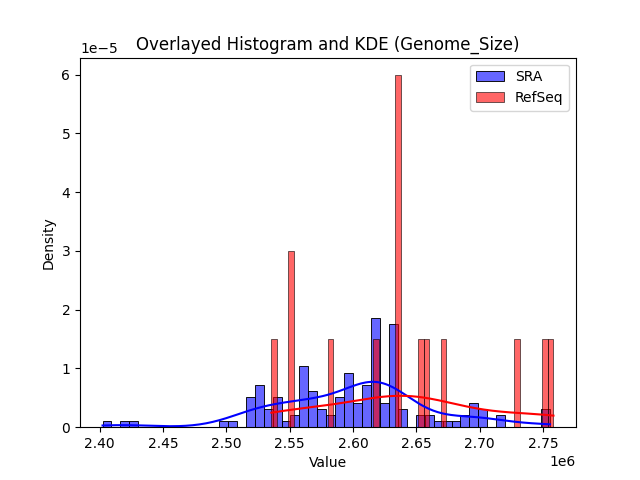 Overlayed Histogram and KDE (Genome_Size)
1e−5
SRA
RefSeq
6
5
4
3
2
1
0
Density
2.40 2.45 2.50 2.55 2.60 2.65 2.70 2.75
Value
1e6